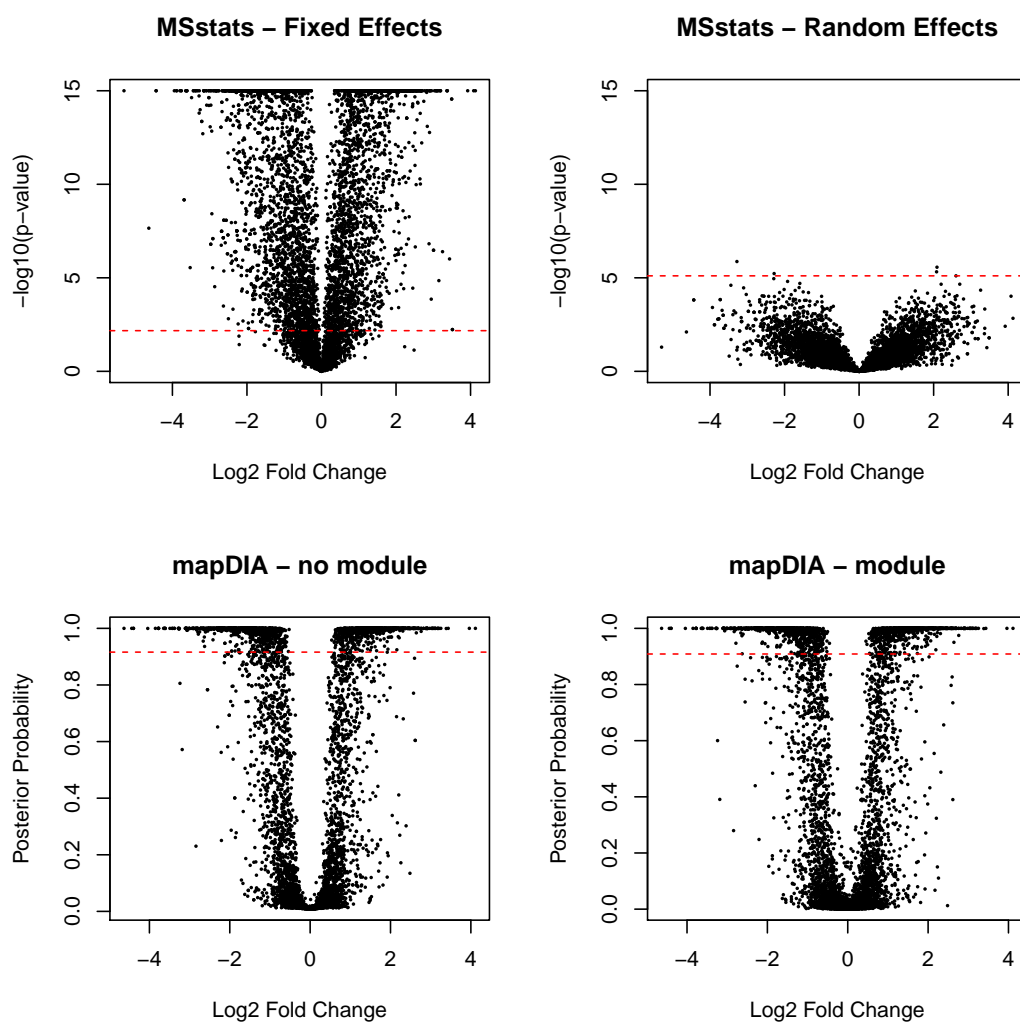 MSstats − Fixed Effects
−log10(p−value)
15
10
5
0
−4 −2 0 2 4
Log2 Fold Change
MSstats − Random Effects
−log10(p−value)
15
10
5
0
−4 −2 0 2 4
Log2 Fold Change
mapDIA − no module
Posterior Probability
1.0
0.8
0.6
0.4
0.2
0.0
−4 −2 0 2 4
Log2 Fold Change
mapDIA − module
Posterior Probability
1.0
0.8
0.6
0.4
0.2
0.0
−4 −2 0 2 4
Log2 Fold Change